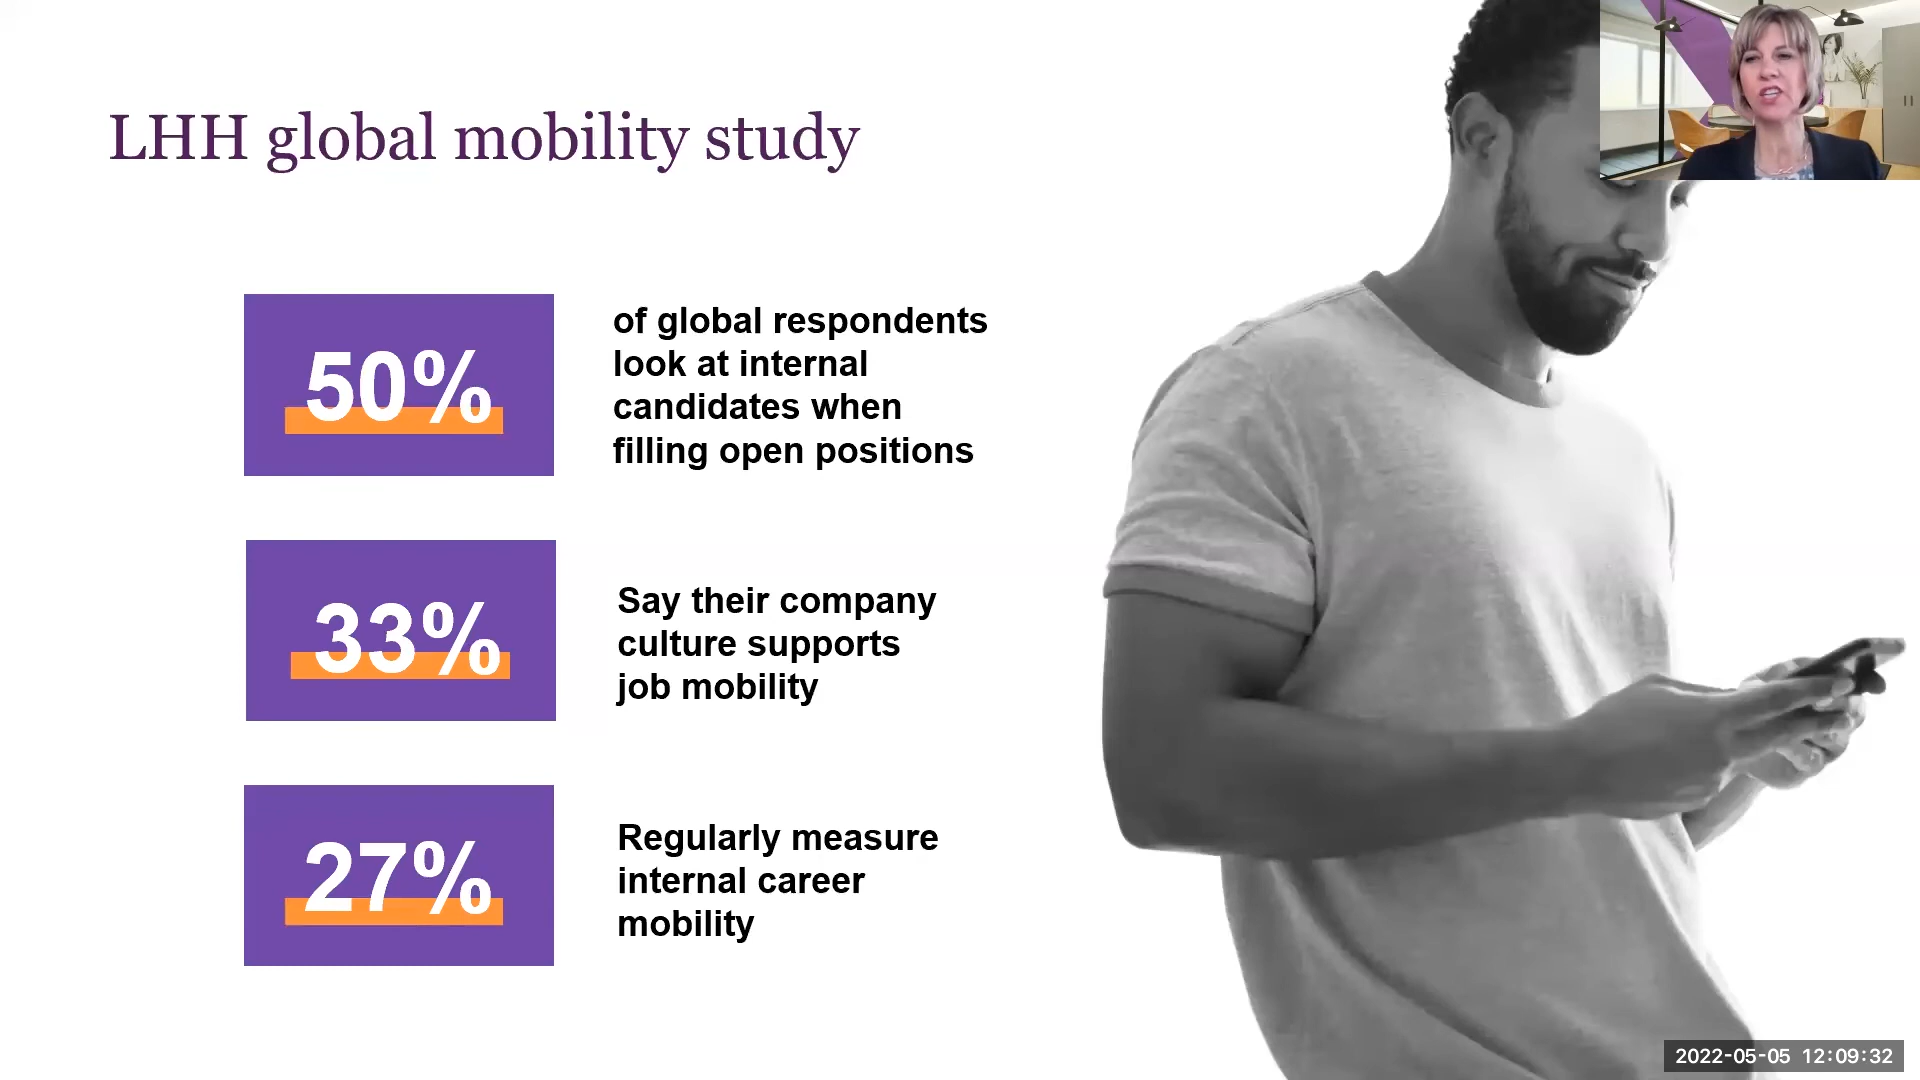 LHH global mobility study
50%
of global respondents
look at internal
candidates when
filling open positions
33%
Say their company
culture supports
job mobility
27%
Regularly measure
internal career
mobility
2022-05-05 12:09:32